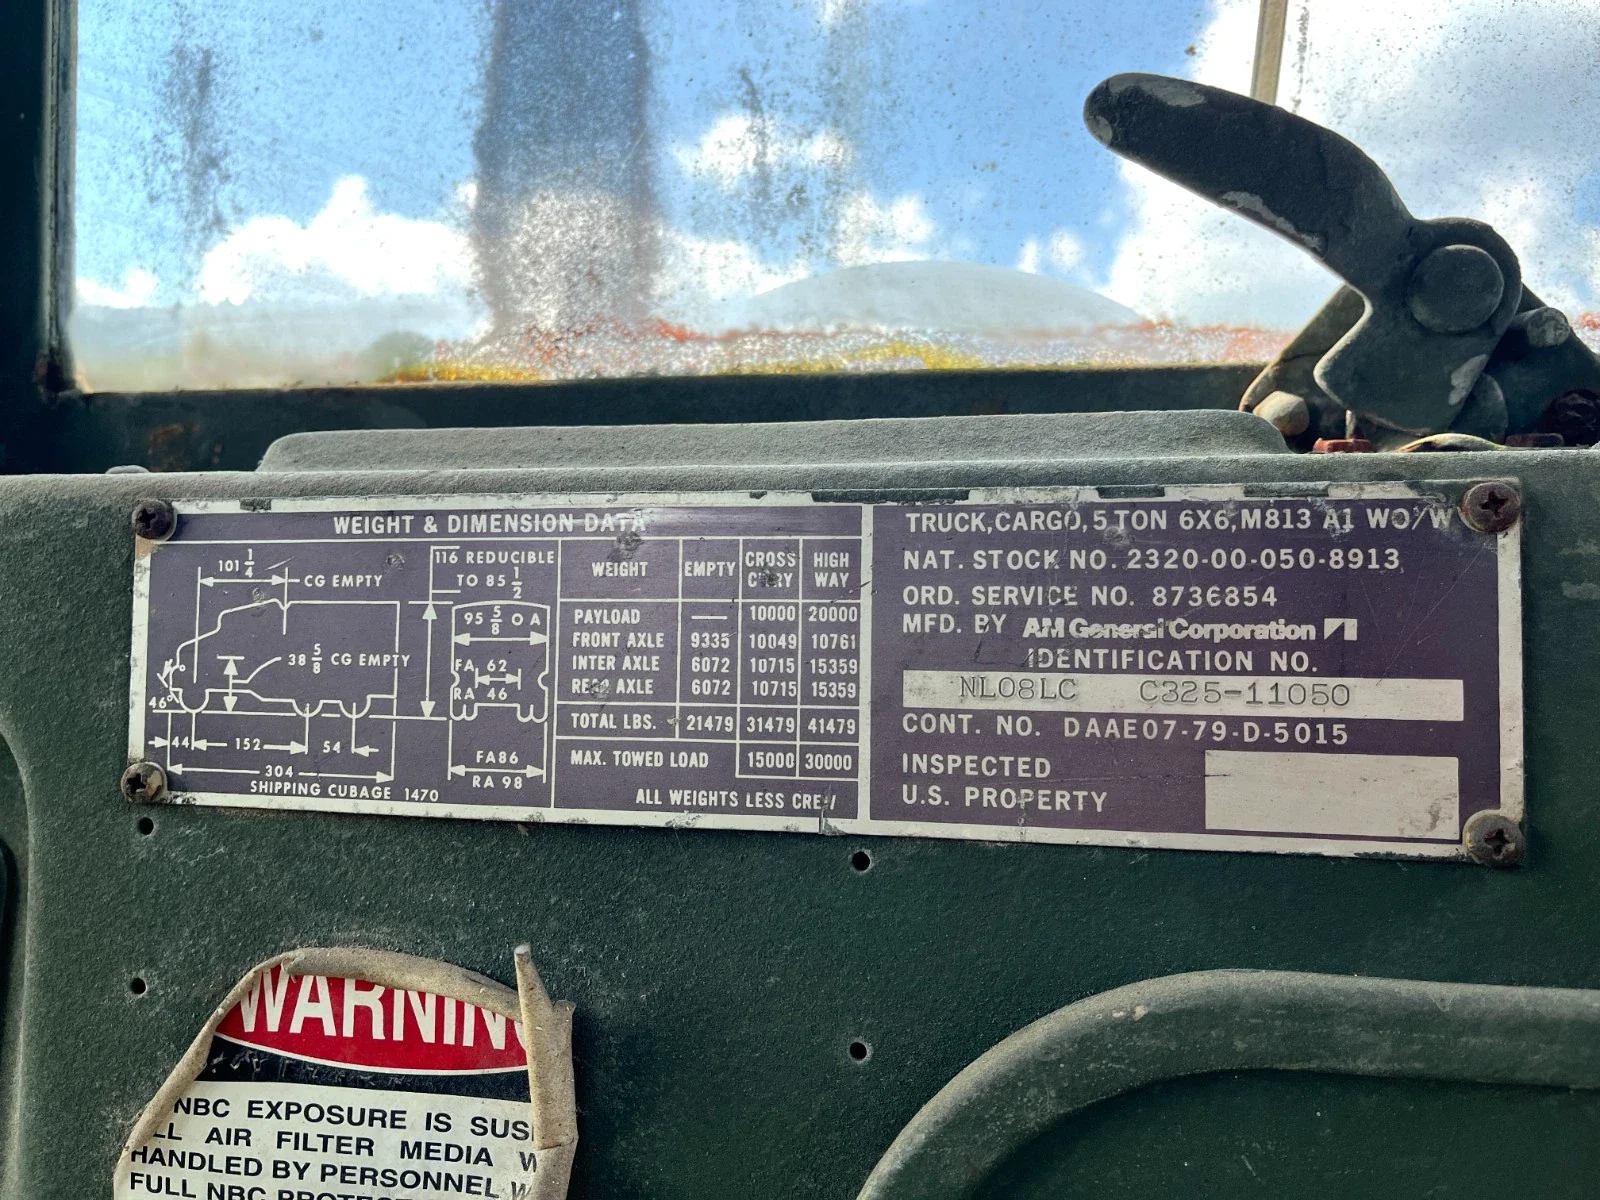 WEIGHT & DIMENSION DATA
101 1/4
CG EMPTY
38 5/8 CG EMPTY
46°
44
152
54
304
SHIPPING CUBAGE 1470
116 REDUCIBLE
TO 85 1/2
95 5/8 O A
FA 62
RA 46
FA86
RA 98
WEIGHT EMPTY CROSS HIGH WAY
PAYLOAD — 10000 20000
FRONT AXLE 9335 10049 10761
INTER AXLE 6072 10715 15359
AXLE 6072 10715 15359
TOTAL LBS. 21479 31479 41479
MAX. TOWED LOAD 15000 30000
ALL WEIGHTS LESS CREW
TRUCK,CARGO,5 TON 6X6,M813 A1 WO/W
NAT. STOCK NO. 2320-00-050-8913
ORD. SERVICE NO. 8736854
MFD. BY AM General Corporation
IDENTIFICATION NO.
NL08LC C325-11050
CONT. NO. DAAE07-79-D-5015
INSPECTED
U.S. PROPERTY
WARNIN
NBC EXPOSURE IS SUS
LL AIR FILTER MEDIA W
HANDLED BY PERSONNEL W
FULL NBC PROTEC